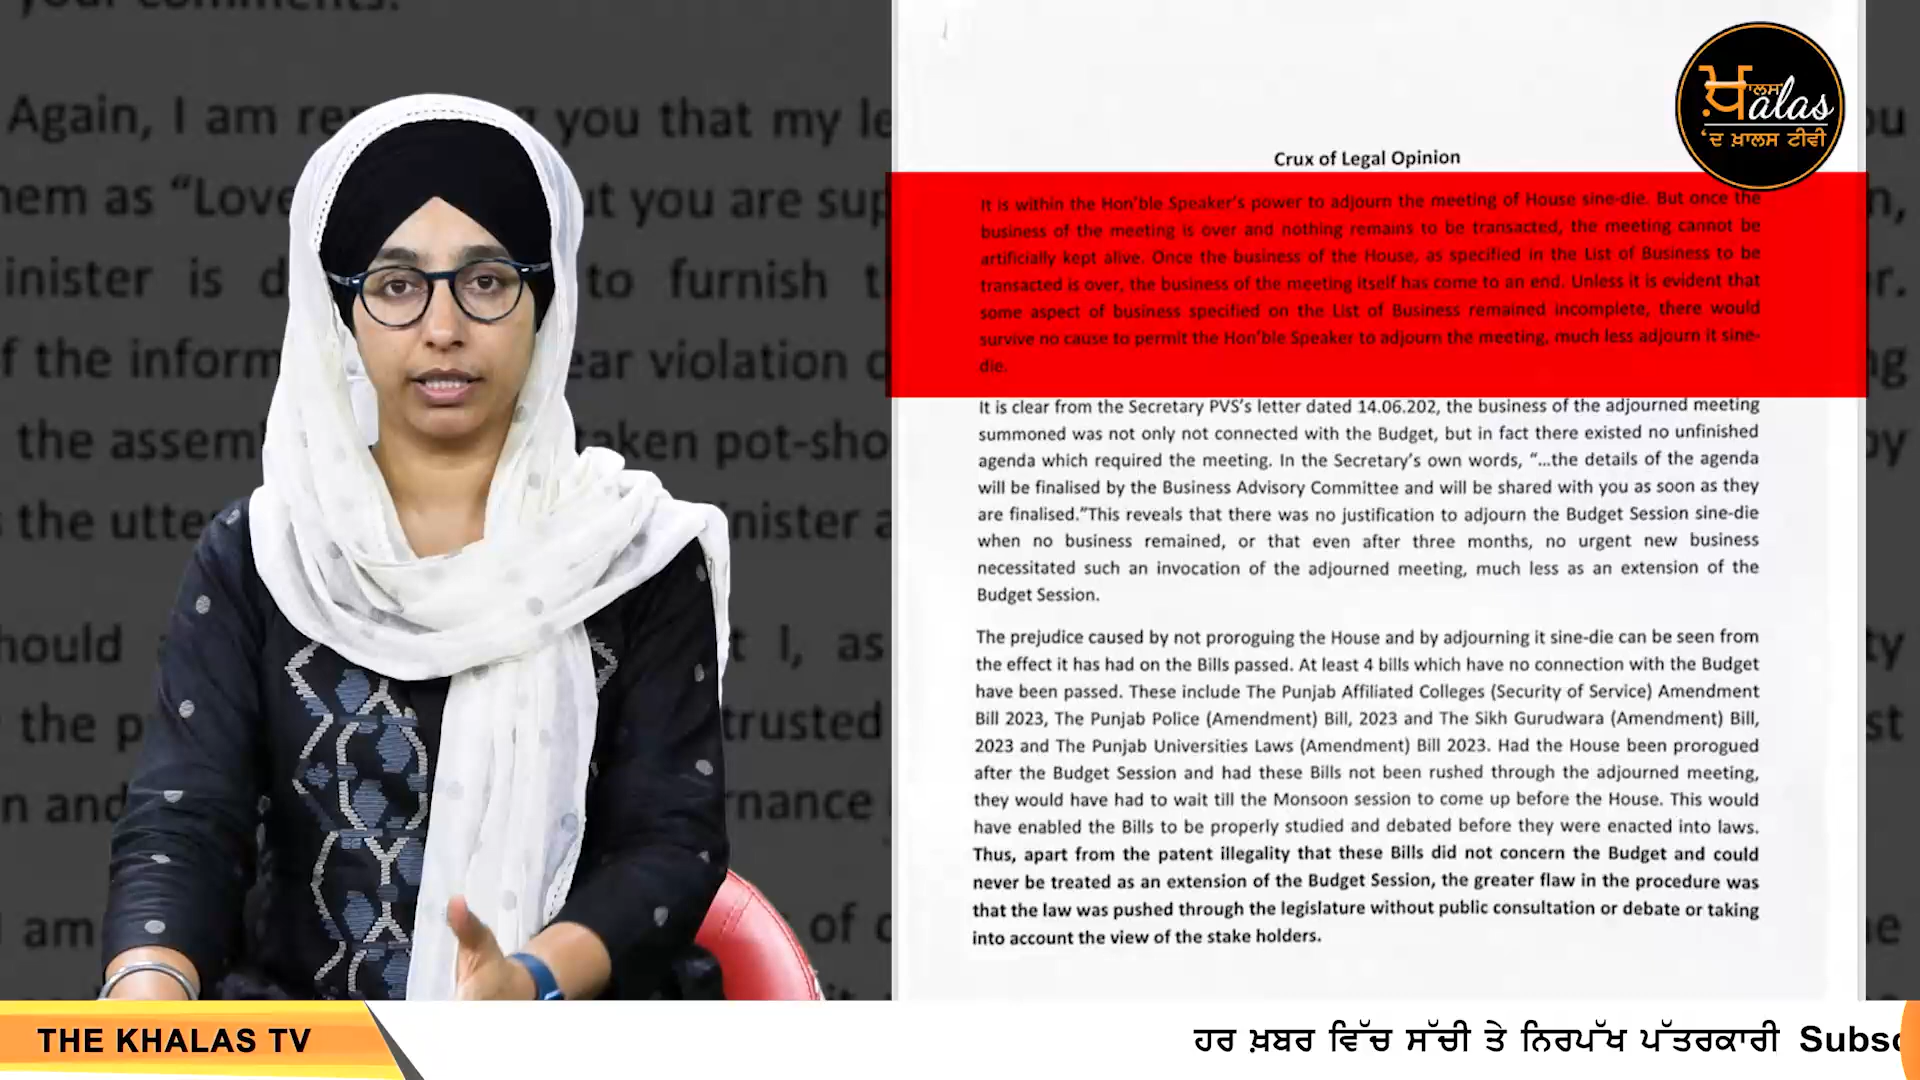 your comments.
Again, I am
you that my
"Love
but you are
inister is
to furnish
of the inform
ear violation
the assem
taken pot-sho
the
inister
hould
t I, as
the
trusted
n and
rnance
am
of
ਖ਼ਾਲਸ
alas
'ਦ ਖ਼ਾਲਸ ਟੀਵੀ
Crux of Legal Opinion
It is within the Hon'ble Speaker's power to adjourn the meeting of House sine-die. But once the
business of the meeting is over and nothing remains to be transacted, the meeting cannot be
artificially kept alive. Once the business of the House, as specified in the List of Business to be
transacted is over, the business of the meeting itself has come to an end. Unless it is evident that
some aspect of business specified on the List of Business remained incomplete, there would
survive no cause to permit the Hon'ble Speaker to adjourn the meeting, much less adjourn it sine-
die.
It is clear from the Secretary PVS's letter dated 14.06.202, the business of the adjourned meeting
summoned was not only not connected with the Budget, but in fact there existed no unfinished
agenda which required the meeting. In the Secretary's own words, "...the details of the agenda
will be finalised by the Business Advisory Committee and will be shared with you as soon as they
are finalised."This reveals that there was no justification to adjourn the Budget Session sine-die
when no business remained, or that even after three months, no urgent new business
necessitated such an invocation of the adjourned meeting, much less as an extension of the
Budget Session.
The prejudice caused by not proroguing the House and by adjourning it sine-die can be seen from
the effect it has had on the Bills passed. At least 4 bills which have no connection with the Budget
have been passed. These include The Punjab Affiliated Colleges (Security of Service) Amendment
Bill 2023, The Punjab Police (Amendment) Bill, 2023 and The Sikh Gurudwara (Amendment) Bill,
2023 and The Punjab Universities Laws (Amendment) Bill 2023. Had the House been prorogued
after the Budget Session and had these Bills not been rushed through the adjourned meeting,
they would have had to wait till the Monsoon session to come up before the House. This would
have enabled the Bills to be properly studied and debated before they were enacted into laws.
Thus, apart from the patent illegality that these Bills did not concern the Budget and could
never be treated as an extension of the Budget Session, the greater flaw in the procedure was
that the law was pushed through the legislature without public consultation or debate or taking
into account the view of the stake holders.
THE KHALAS TV
ਹਰ ਖ਼ਬਰ ਵਿੱਚ ਸੱਚੀ ਤੇ ਨਿਰਪੱਖ ਪੱਤਰਕਾਰੀ Subsc